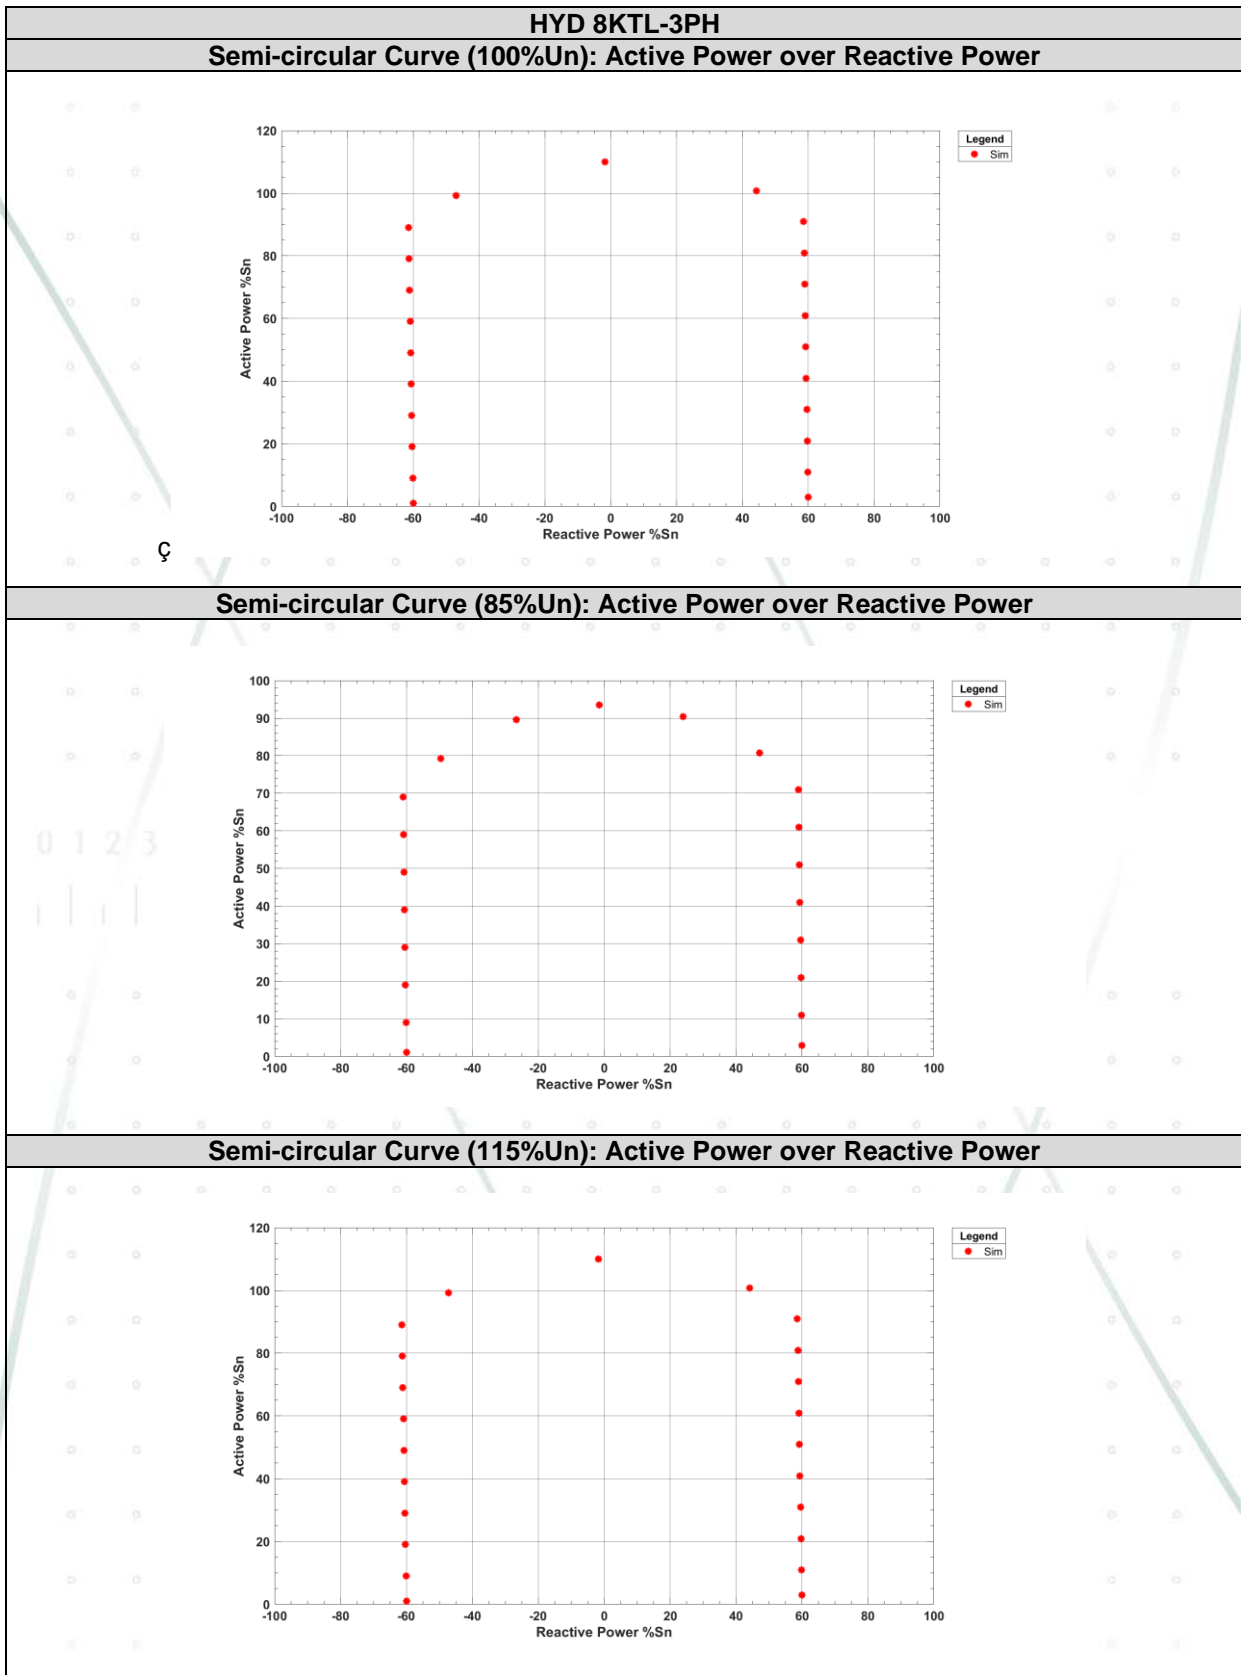 HYD 8KTL-3PH
Semi-circular Curve (100%Un): Active Power over Reactive Power
120
100
80
60
40
20
0
Active Power %Sn
-100 -80 -60 -40 -20 0 20 40 60 80 100
Reactive Power %Sn
Legend
Sim
ç
Semi-circular Curve (85%Un): Active Power over Reactive Power
100
90
80
70
60
50
40
30
20
10
0
Active Power %Sn
-100 -80 -60 -40 -20 0 20 40 60 80 100
Reactive Power %Sn
Legend
Sim
0 1 2 3
Semi-circular Curve (115%Un): Active Power over Reactive Power
120
100
80
60
40
20
0
Active Power %Sn
-100 -80 -60 -40 -20 0 20 40 60 80 100
Reactive Power %Sn
Legend
Sim